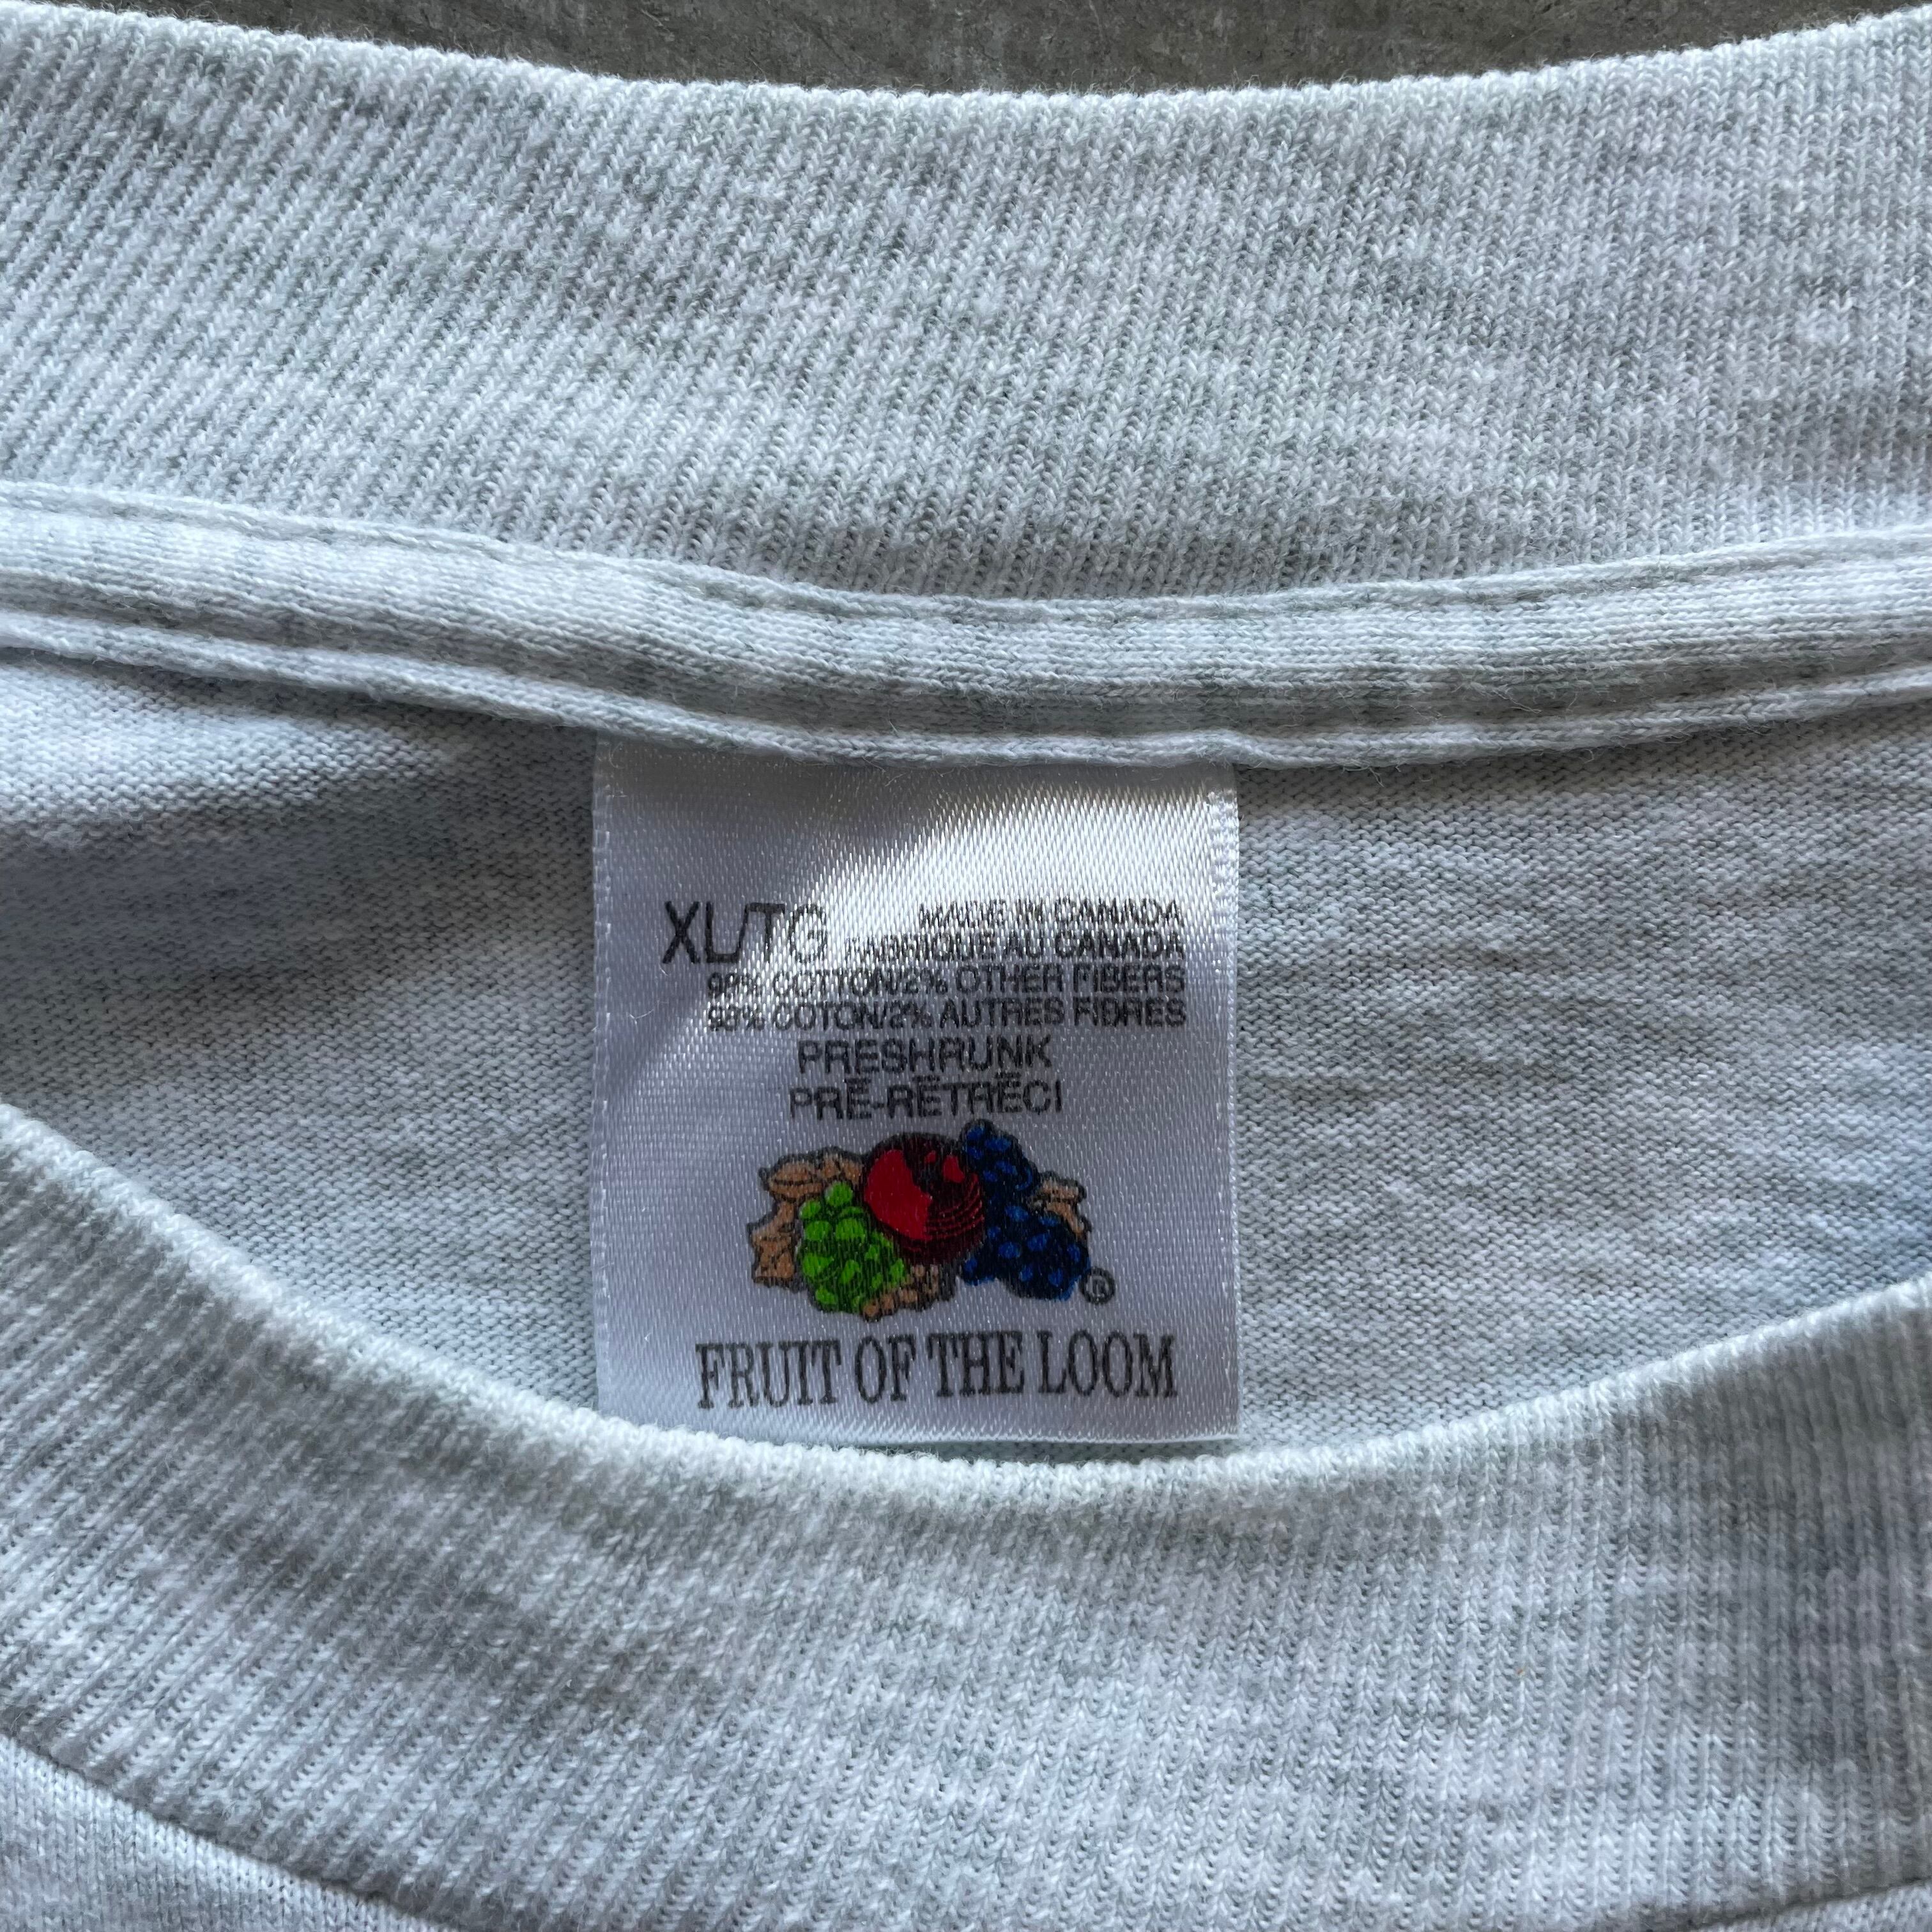 XL/TG
MADE IN CANADA
FABRIQUE AU CANADA
98% COTTON/2% OTHER FIBERS
98% COTON/2% AUTRES FIBRES
PRESHRUNK
PRÉ-RÉTRÉCI
®
FRUIT OF THE LOOM